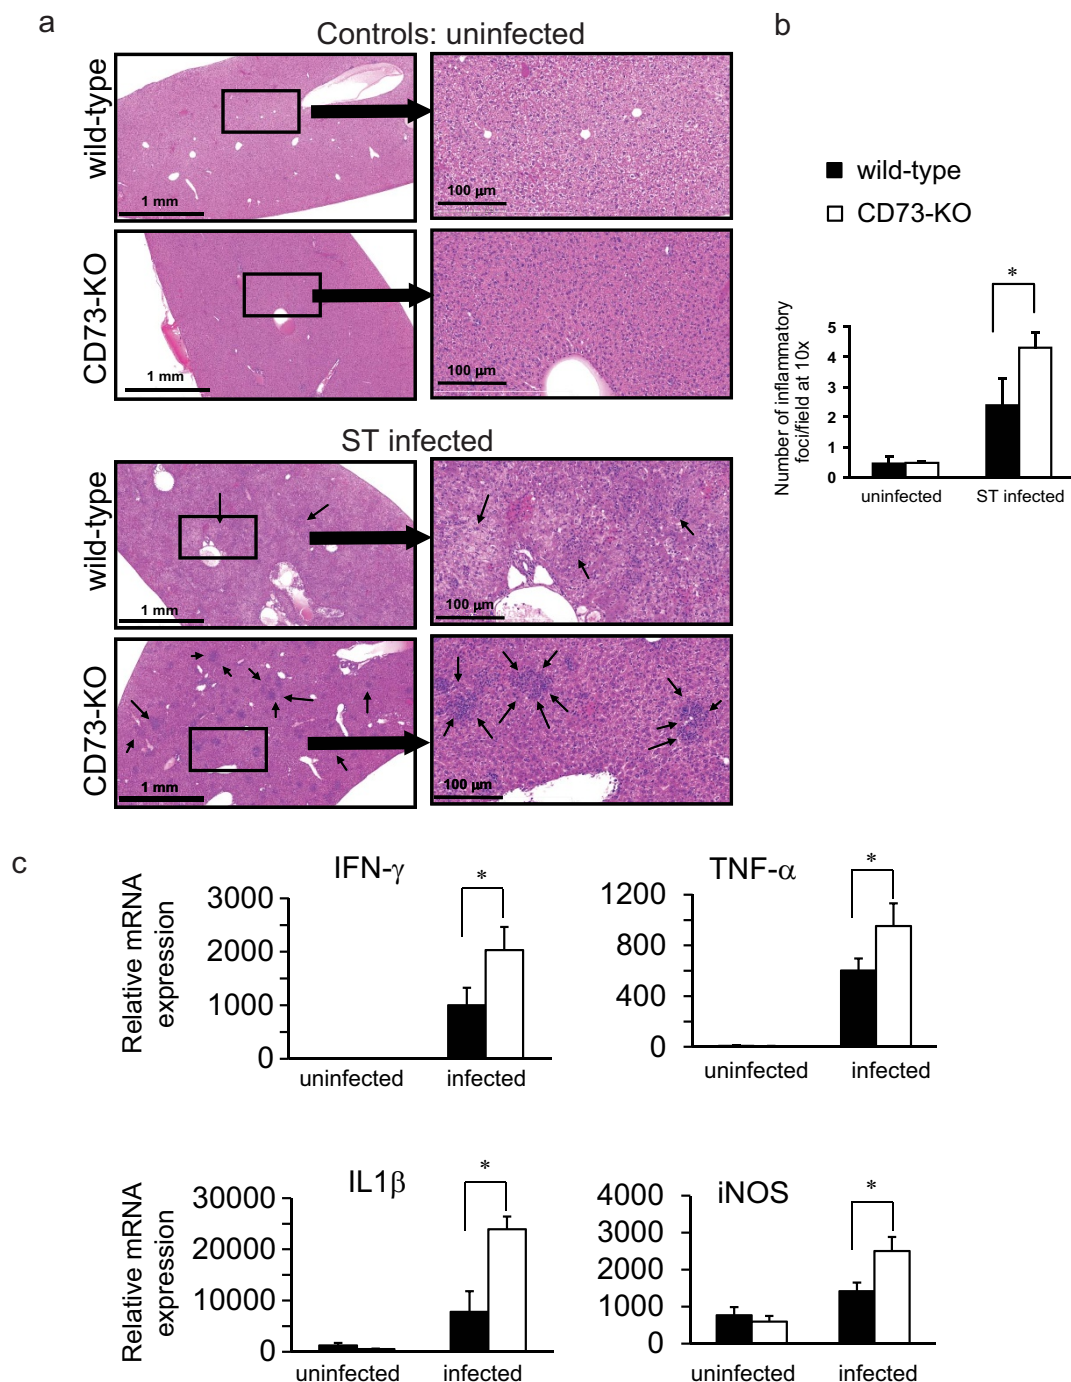 a
Controls: uninfected
wild-type
1 mm
100 µm
CD73-KO
1 mm
100 µm
ST infected
wild-type
1 mm
100 µm
CD73-KO
1 mm
100 µm
b
wild-type
CD73-KO
*
Number of inflammatory
foci/field at 10x
5
4
3
2
1
0
uninfected
ST infected
c
IFN-γ
Relative mRNA
expression
3000
2000
1000
0
*
uninfected
infected
TNF-α
1200
800
400
0
*
uninfected
infected
IL1β
Relative mRNA
expression
30000
20000
10000
0
*
uninfected
infected
iNOS
4000
3000
2000
1000
0
*
uninfected
infected